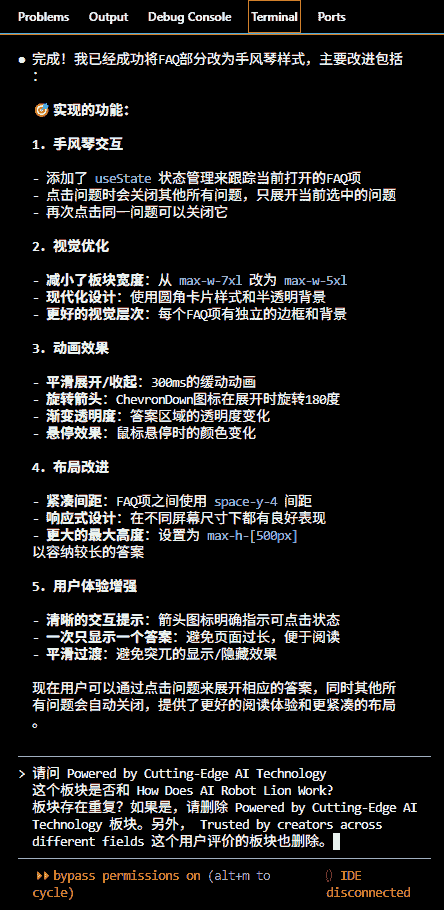 Problems Output Debug Console Terminal Ports
● 完成！我已经成功将FAQ部分改为手风琴样式，主要改进包括
：
🎯 实现的功能：
1. 手风琴交互
- 添加了 useState 状态管理来跟踪当前打开的FAQ项
- 点击问题时会关闭其他所有问题，只展开当前选中的问题
- 再次点击同一问题可以关闭它
2. 视觉优化
- 减小了板块宽度：从 max-w-7xl 改为 max-w-5xl
- 现代化设计：使用圆角卡片样式和半透明背景
- 更好的视觉层次：每个FAQ项有独立的边框和背景
3. 动画效果
- 平滑展开/收起：300ms的缓动动画
- 旋转箭头：ChevronDown图标在展开时旋转180度
- 渐变透明度：答案区域的透明度变化
- 悬停效果：鼠标悬停时的颜色变化
4. 布局改进
- 紧凑间距：FAQ项之间使用 space-y-4 间距
- 响应式设计：在不同屏幕尺寸下都有良好表现
- 更大的最大高度：设置为 max-h-[500px]
以容纳较长的答案
5. 用户体验增强
- 清晰的交互提示：箭头图标明确指示可点击状态
- 一次只显示一个答案：避免页面过长，便于阅读
- 平滑过渡：避免突兀的显示/隐藏效果
现在用户可以通过点击问题来展开相应的答案，同时其他所
有问题会自动关闭，提供了更好的阅读体验和更紧凑的布局
。
> 请问 Powered by Cutting-Edge AI Technology
这个板块是否和 How Does AI Robot Lion Work?
板块存在重复？如果是，请删除 Powered by Cutting-Edge AI
Technology 板块。另外， Trusted by creators across
different fields 这个用户评价的板块也删除。
⏵⏵bypass permissions on (alt+m to ◯ IDE
cycle) disconnected